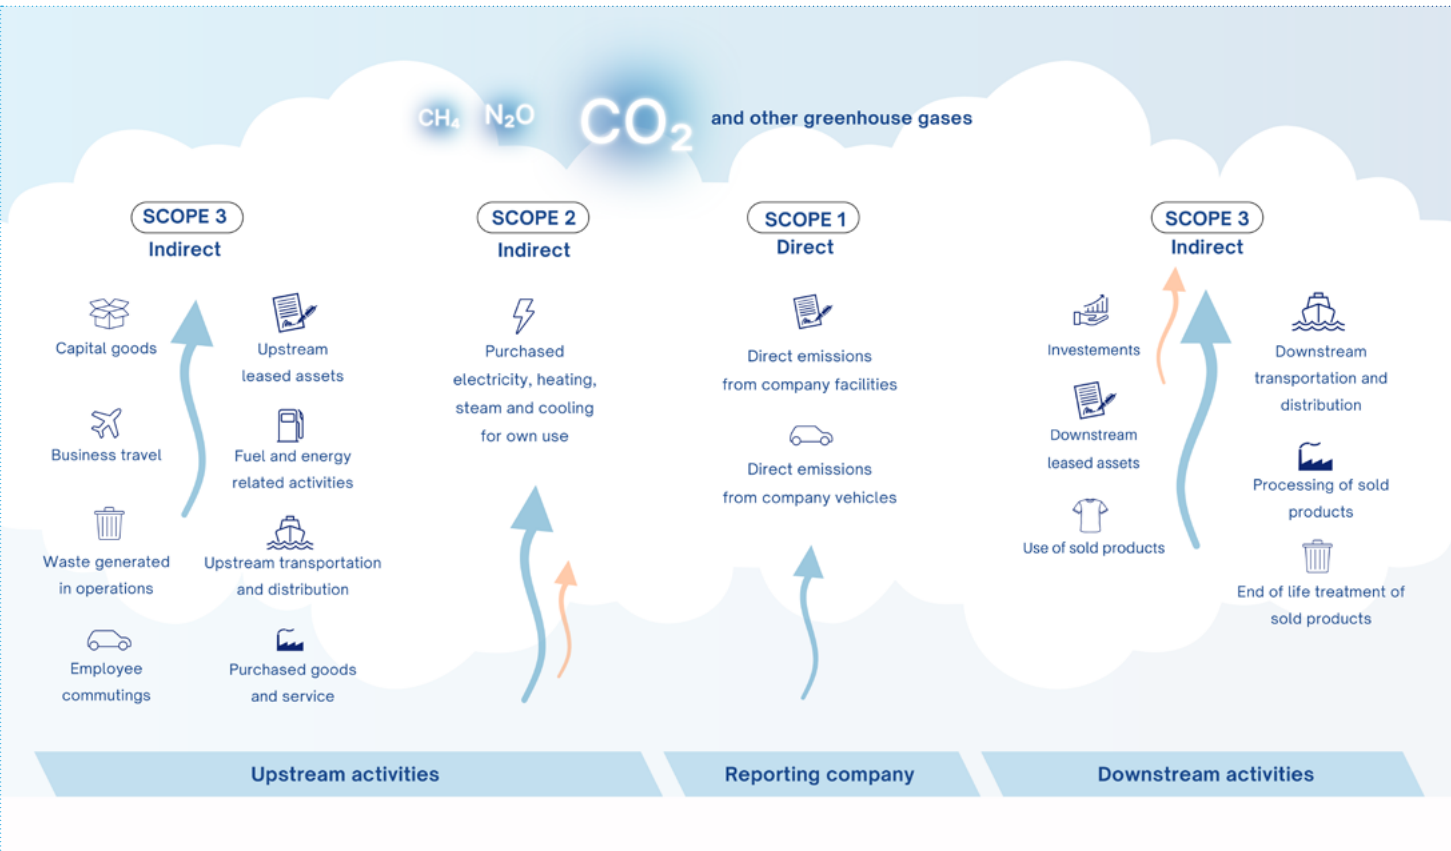 CH₄ N₂O CO₂ and other greenhouse gases
SCOPE 3
Indirect
Capital goods
Upstream
leased assets
Business travel
Fuel and energy
related activities
Waste generated
in operations
Upstream transportation
and distribution
Employee
commutings
Purchased goods
and service
SCOPE 2
Indirect
Purchased
electricity, heating,
steam and cooling
for own use
SCOPE 1
Direct
Direct emissions
from company facilities
Direct emissions
from company vehicles
SCOPE 3
Indirect
Investements
Downstream
leased assets
Use of sold products
Downstream
transportation and
distribution
Processing of sold
products
End of life treatment of
sold products
Upstream activities
Reporting company
Downstream activities